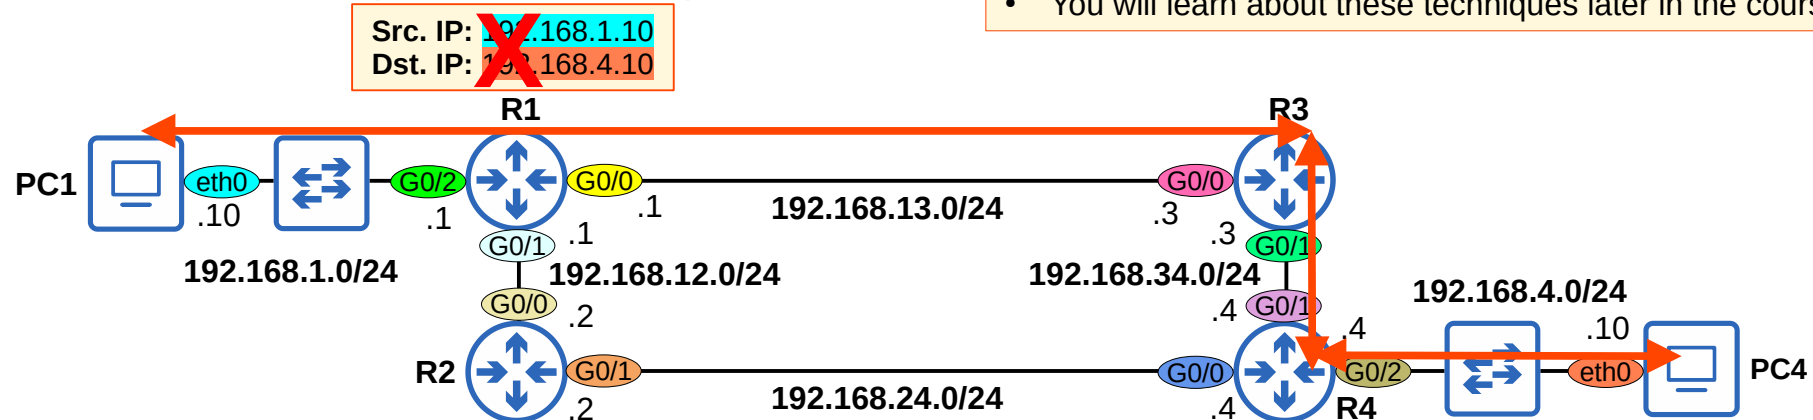 • You will learn about these techniques later in the cours
Src. IP: 192.168.1.10
Dst. IP: 192.168.4.10
R1
R3
PC1
eth0
G0/2
G0/0
G0/0
.10
.1
.1
192.168.13.0/24
.3
.1
.3
G0/1
G0/1
192.168.1.0/24
192.168.12.0/24
192.168.34.0/24
192.168.4.0/24
G0/0
.2
.4
G0/1
.4
.10
R2
G0/1
G0/0
G0/2
eth0
PC4
.2
192.168.24.0/24
.4
R4